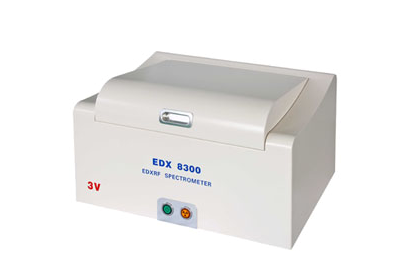 EDX 8300
EDXRF SPECTROMETER
3V